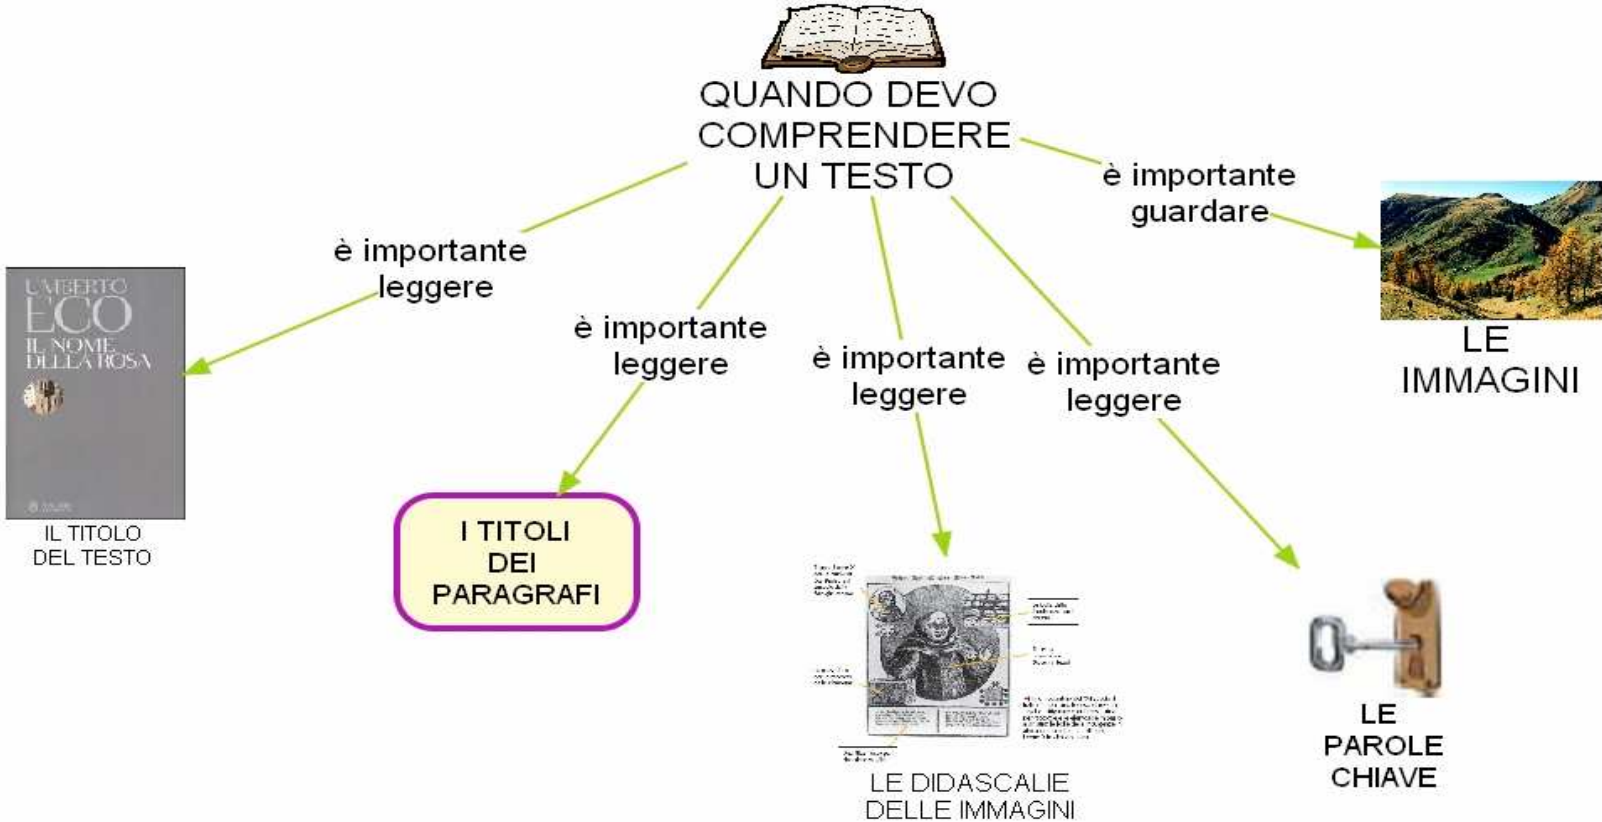 QUANDO DEVO
COMPRENDERE
UN TESTO
è importante
leggere
UMBERTO
ECO
IL NOME
DELLA ROSA
IL TITOLO
DEL TESTO
è importante
leggere
I TITOLI
DEI
PARAGRAFI
è importante
leggere
LE DIDASCALIE
DELLE IMMAGINI
è importante
leggere
LE
PAROLE
CHIAVE
è importante
guardare
LE
IMMAGINI